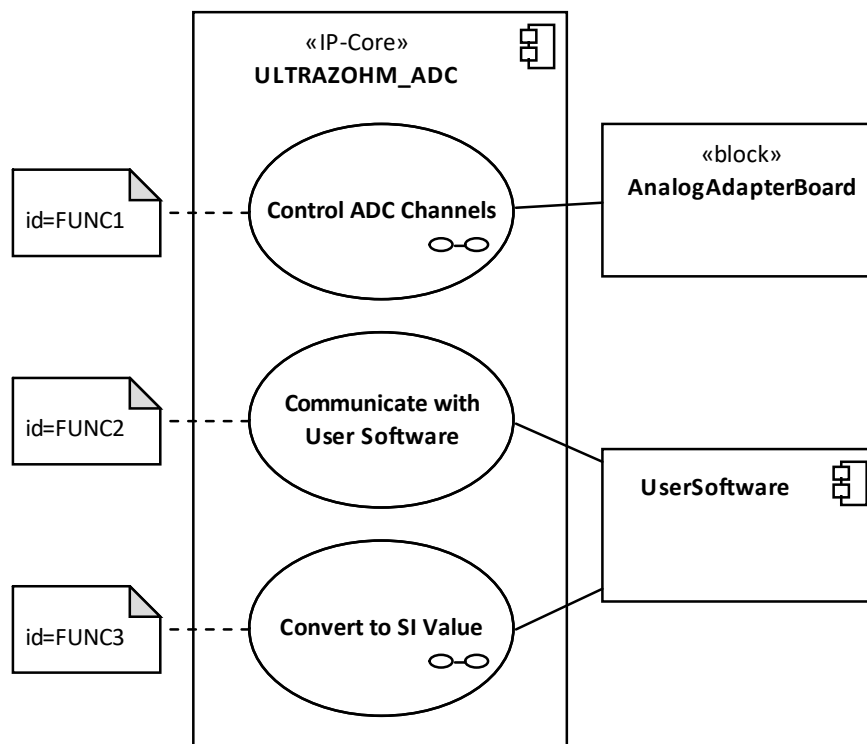 «IP-Core»
ULTRAZOHM_ADC
«block»
AnalogAdapterBoard
id=FUNC1
Control ADC Channels
id=FUNC2
Communicate with
User Software
UserSoftware
id=FUNC3
Convert to SI Value